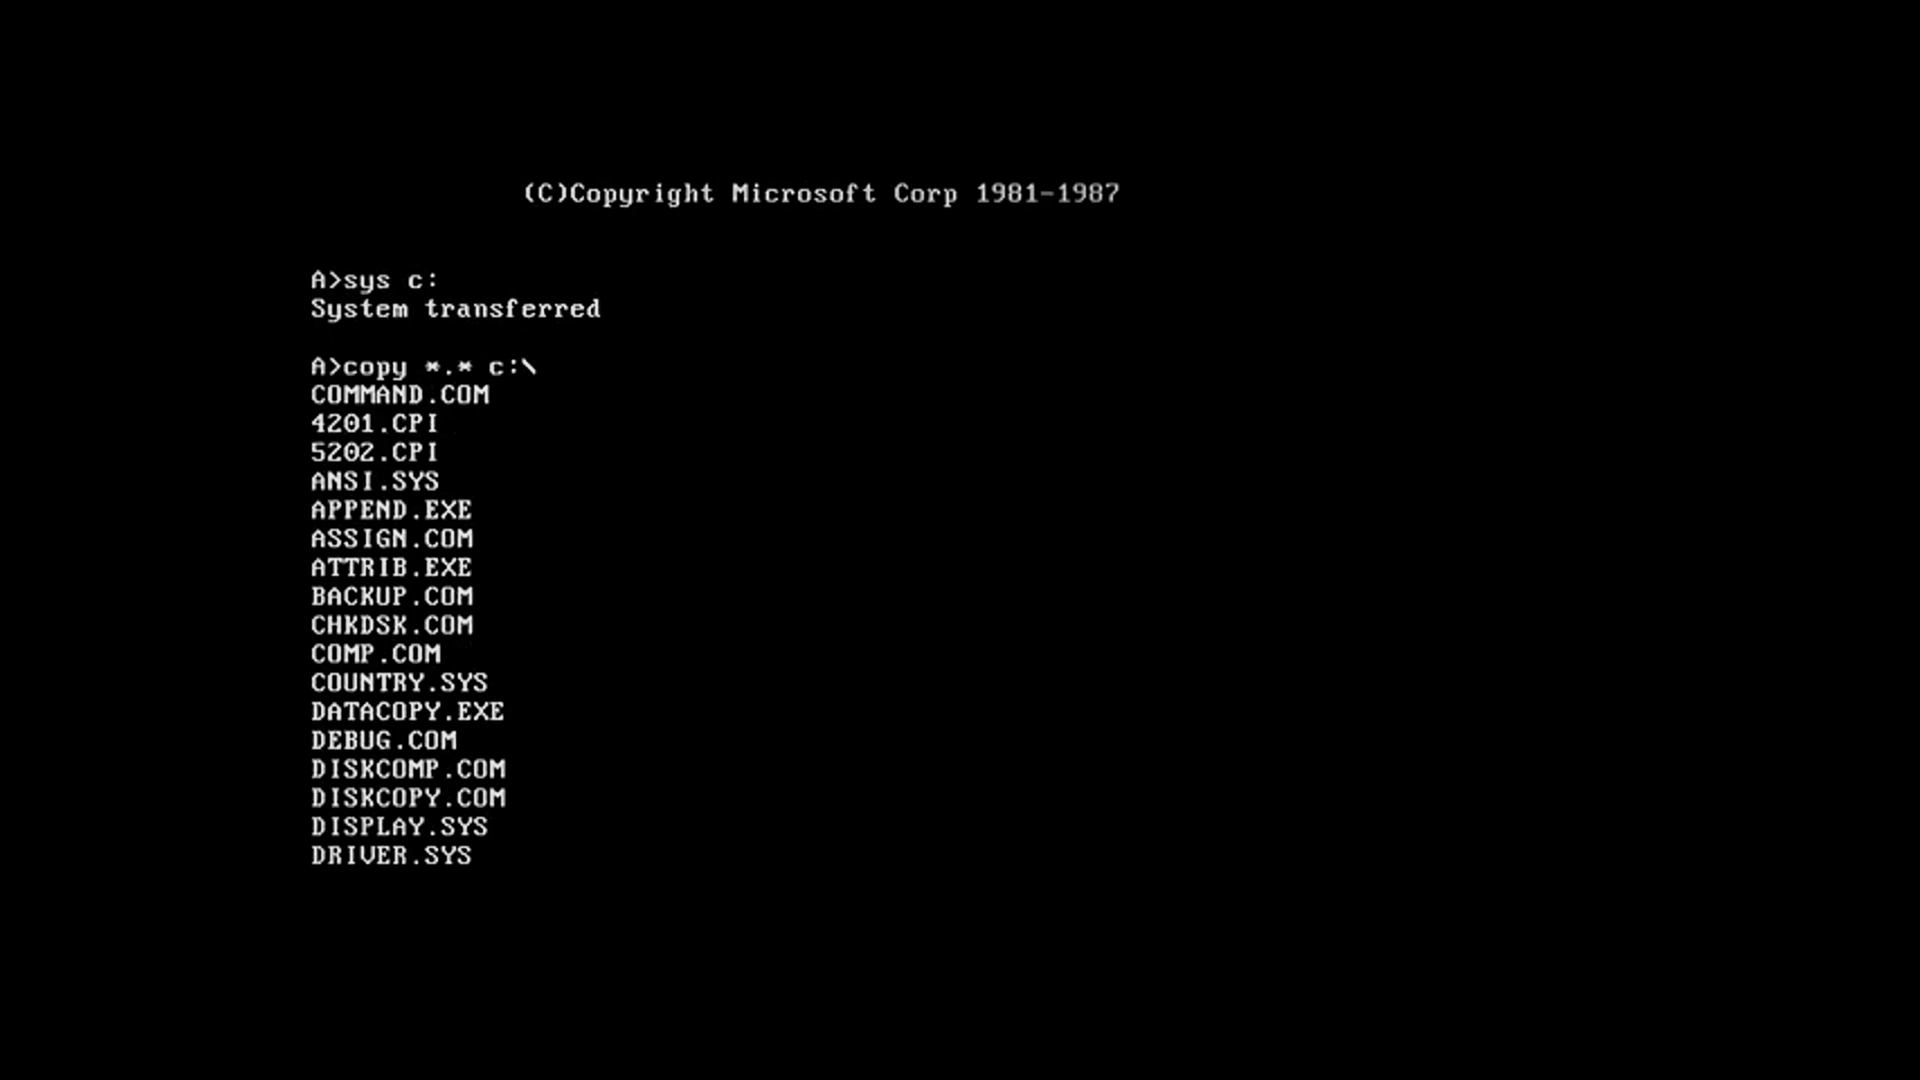 (C)Copyright Microsoft Corp 1981-1987
A>sys c:
System transferred
A>copy *.* c:\
COMMAND.COM
4201.CPI
5202.CPI
ANSI.SYS
APPEND.EXE
ASSIGN.COM
ATTRIB.EXE
BACKUP.COM
CHKDSK.COM
COMP.COM
COUNTRY.SYS
DATACOPY.EXE
DEBUG.COM
DISKCOMP.COM
DISKCOPY.COM
DISPLAY.SYS
DRIVER.SYS